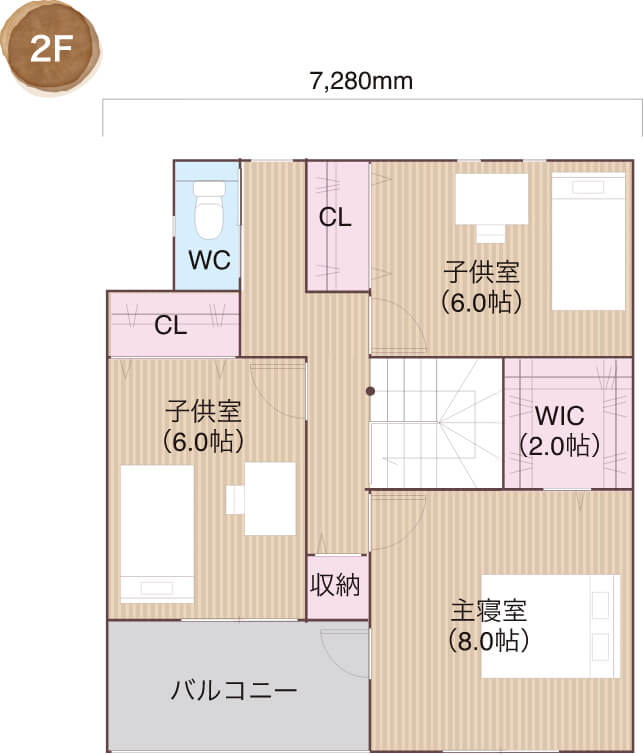 2F
7,280mm
CL
WC
子供室
（6.0帖）
CL
子供室
（6.0帖）
WIC
（2.0帖）
収納
主寝室
（8.0帖）
バルコニー